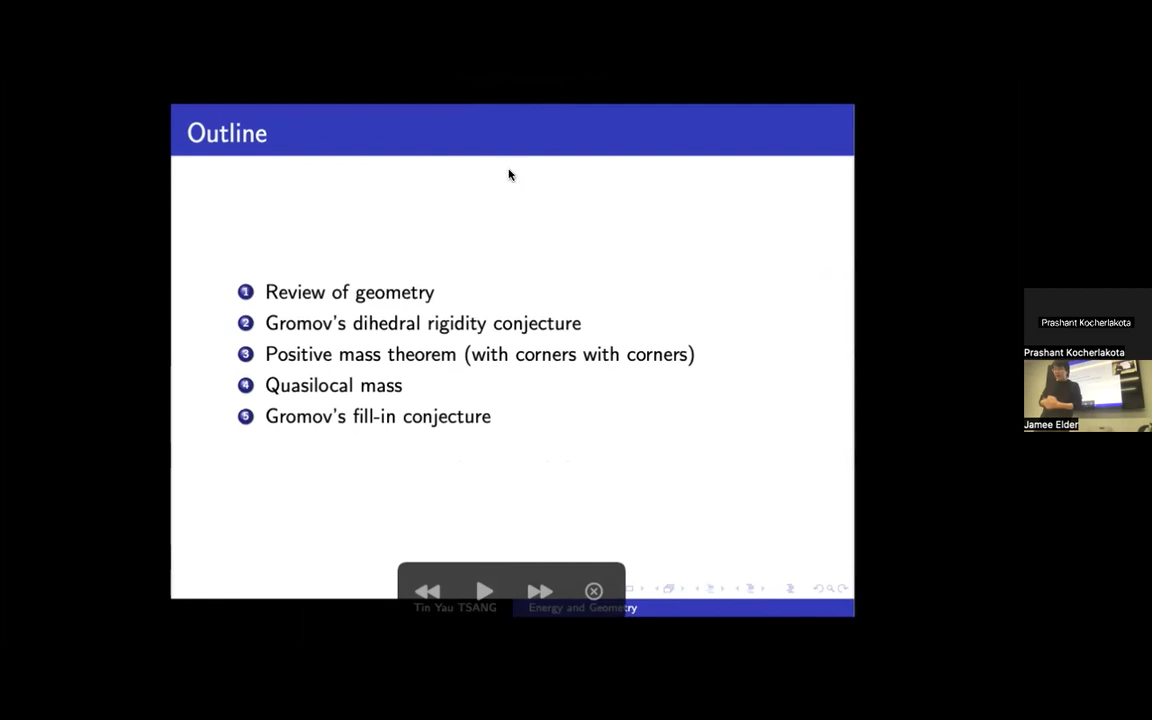 Outline
1 Review of geometry
2 Gromov's dihedral rigidity conjecture
3 Positive mass theorem (with corners with corners)
4 Quasilocal mass
5 Gromov's fill-in conjecture
Tin Yau TSANG Energy and Geometry
Prashant Kocherlakota
Prashant Kocherlakota
Jamee Elder